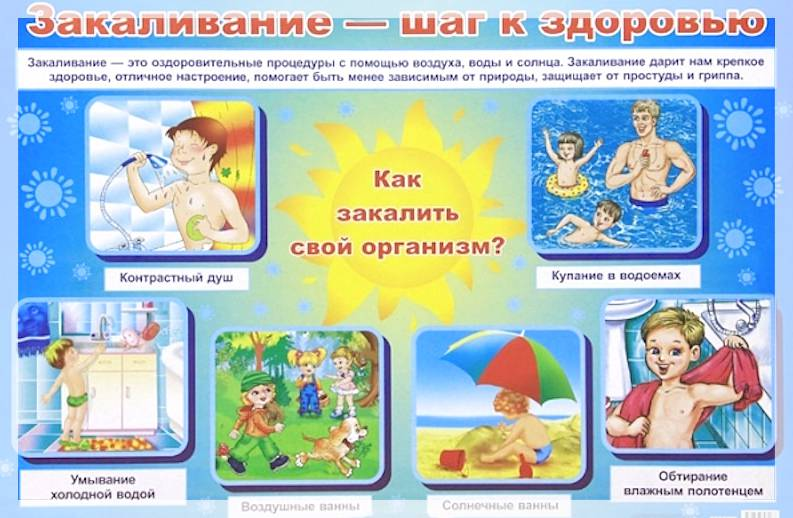 Закаливание — шаг к здоровью
Закаливание — это оздоровительные процедуры с помощью воздуха, воды и солнца. Закаливание дарит нам крепкое
здоровье, отличное настроение, помогает быть менее зависимым от природы, защищает от простуды и гриппа.
Как
закалить
свой организм?
Контрастный душ
Купание в водоемах
Умывание
холодной водой
Воздушные ванны
Солнечные ванны
Обтирание
влажным полотенцем